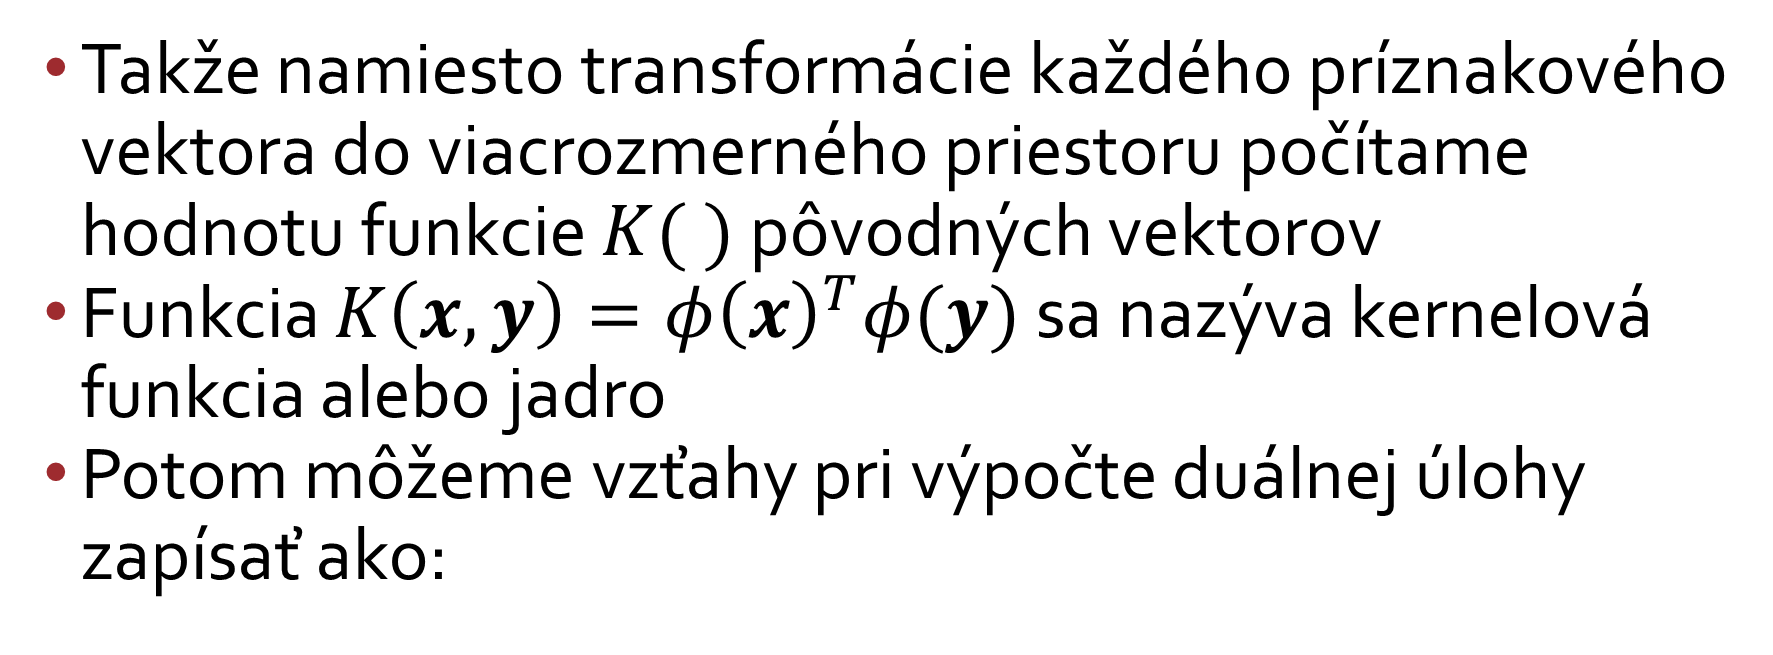 • Takže namiesto transformácie každého príznakového
vektora do viacrozmerného priestoru počítame
hodnotu funkcie K( ) pôvodných vektorov
• Funkcia K(x, y) = ϕ(x)ᵀϕ(y) sa nazýva kernelová
funkcia alebo jadro
• Potom môžeme vzťahy pri výpočte duálnej úlohy
zapísať ako: